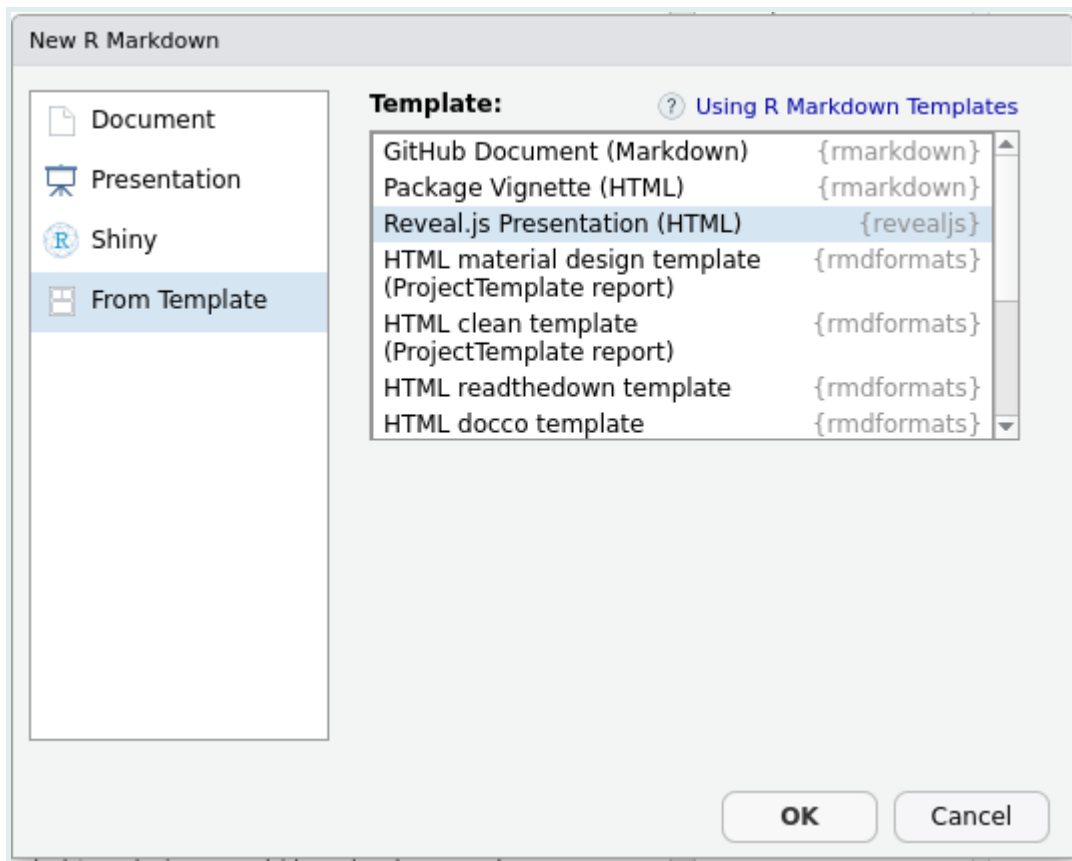 New R Markdown
Document
Presentation
R Shiny
From Template
Template:
? Using R Markdown Templates
GitHub Document (Markdown) {rmarkdown}
Package Vignette (HTML) {rmarkdown}
Reveal.js Presentation (HTML) {revealjs}
HTML material design template {rmdformats}
(ProjectTemplate report)
HTML clean template {rmdformats}
(ProjectTemplate report)
HTML readthedown template {rmdformats}
HTML docco template {rmdformats}
OK Cancel